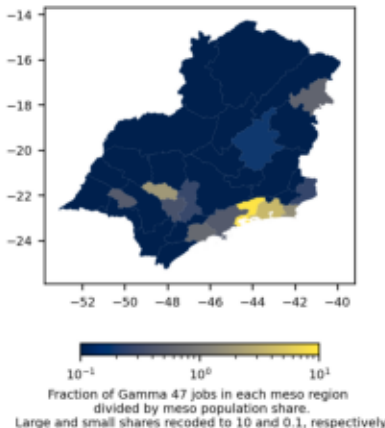 −14
−16
−18
−20
−22
−24
−52 −50 −48 −46 −44 −42 −40
10⁻¹ 10⁰ 10¹
Fraction of Gamma 47 jobs in each meso region
divided by meso population share.
Large and small shares recoded to 10 and 0.1, respectively